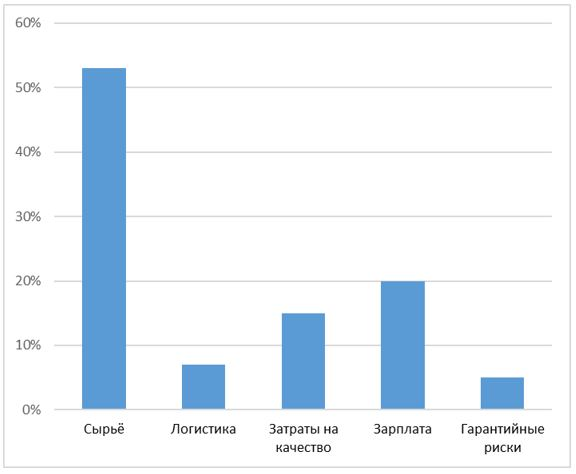 60%
50%
40%
30%
20%
10%
0%
Сырьё
Логистика
Затраты на
качество
Зарплата
Гарантийные
риски